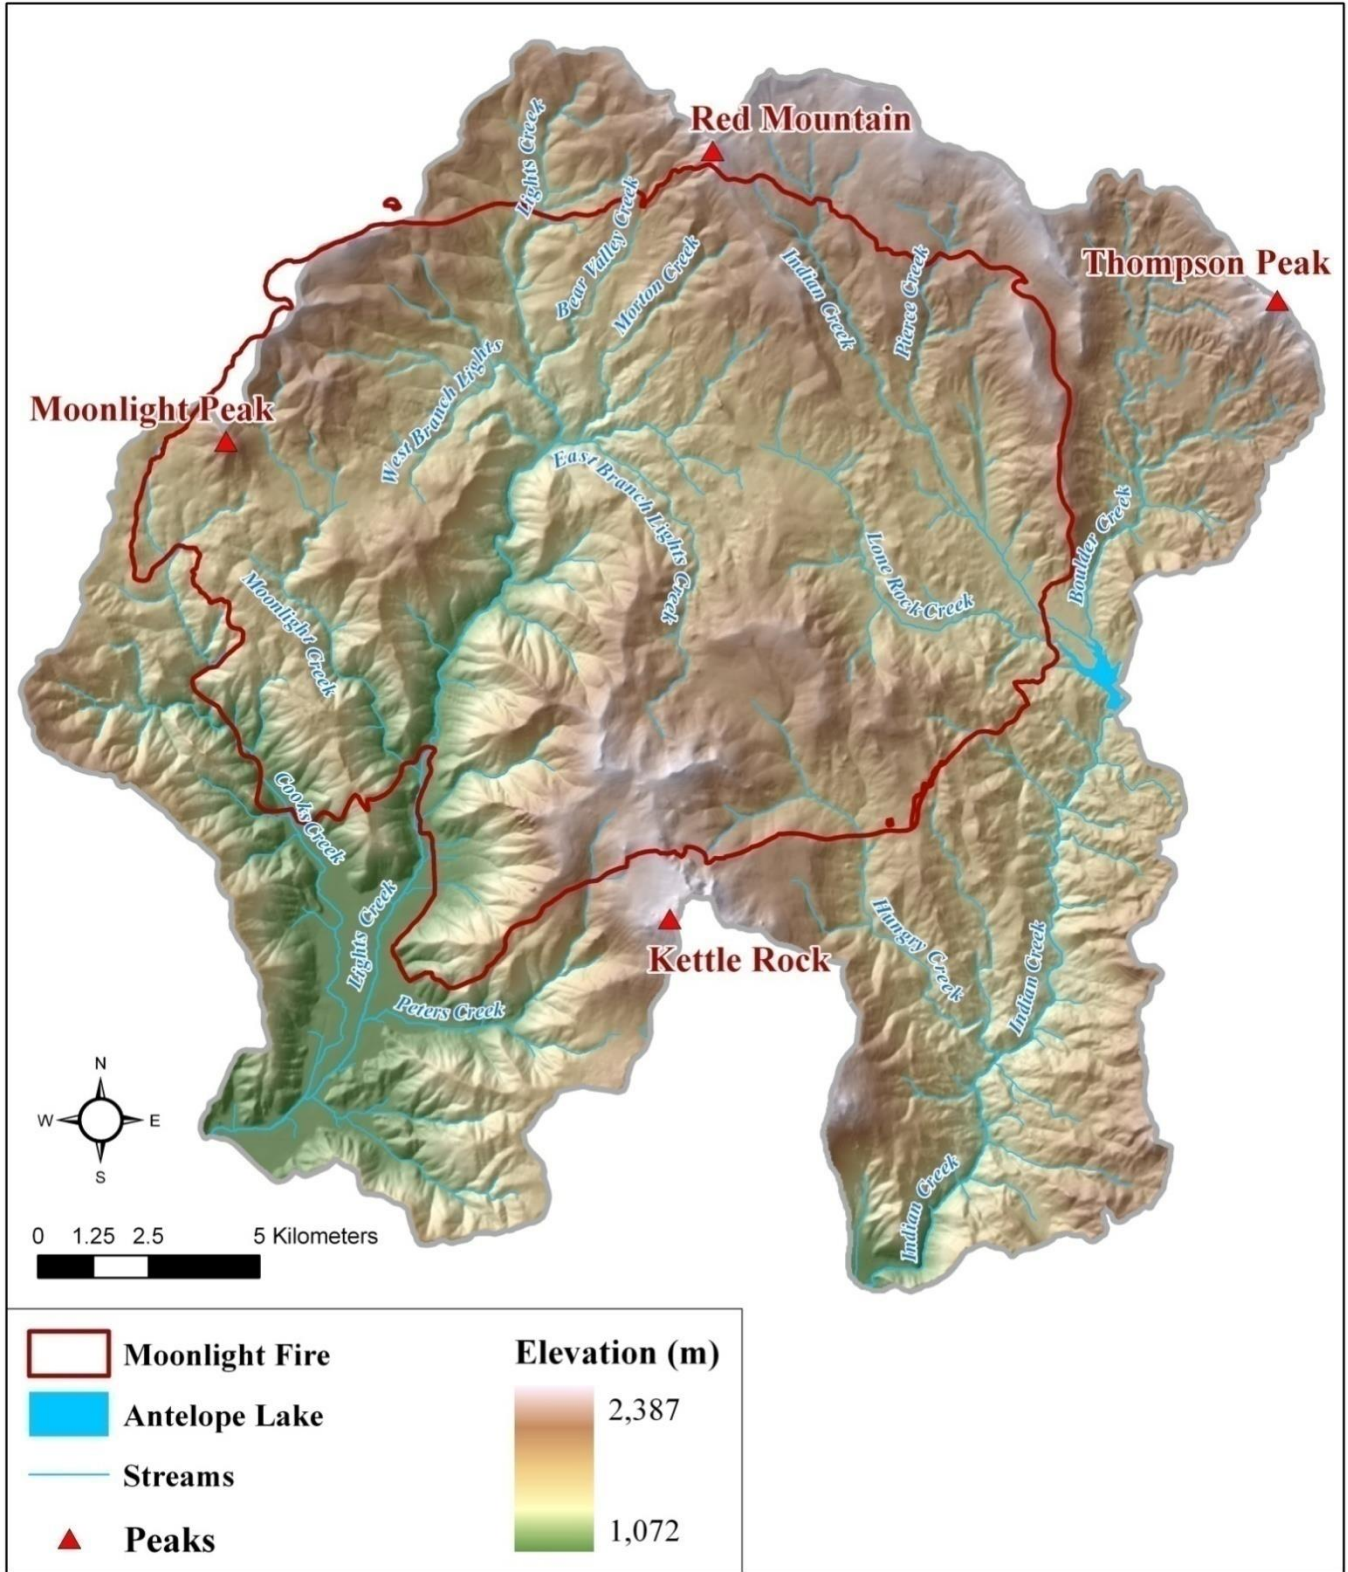 Red Mountain
Thompson Peak
Moonlight Peak
Kettle Rock
Lights Creek
Bear Valley Creek
Morton Creek
Indian Creek
Pierce Creek
West Branch Lights
East Branch Lights Creek
Lone Rock Creek
Boulder Creek
Moonlight Creek
Cooks Creek
Lights Creek
Peters Creek
Hungry Creek
Indian Creek
Indian Creek
N
W E
S
0 1.25 2.5 5 Kilometers
Moonlight Fire
Antelope Lake
Streams
Peaks
Elevation (m)
2,387
1,072